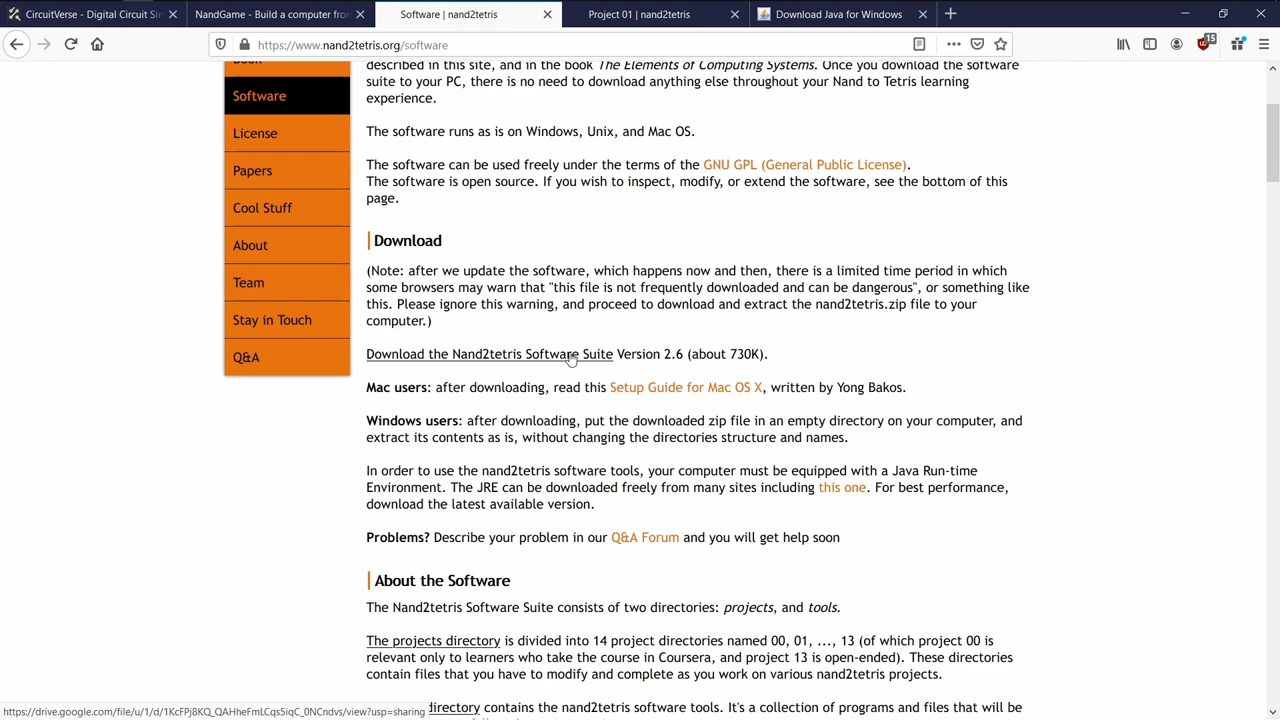 CircuitVerse - Digital Circuit Sim
NandGame - Build a computer from
Software | nand2tetris
Project 01 | nand2tetris
Download Java for Windows
https://www.nand2tetris.org/software
15
Book
Software
License
Papers
Cool Stuff
About
Team
Stay in Touch
Q&A
described in this site, and in the book The Elements of Computing Systems. Once you download the software
suite to your PC, there is no need to download anything else throughout your Nand to Tetris learning
experience.
The software runs as is on Windows, Unix, and Mac OS.
The software can be used freely under the terms of the GNU GPL (General Public License).
The software is open source. If you wish to inspect, modify, or extend the software, see the bottom of this
page.
Download
(Note: after we update the software, which happens now and then, there is a limited time period in which
some browsers may warn that "this file is not frequently downloaded and can be dangerous", or something like
this. Please ignore this warning, and proceed to download and extract the nand2tetris.zip file to your
computer.)
Download the Nand2tetris Software Suite Version 2.6 (about 730K).
Mac users: after downloading, read this Setup Guide for Mac OS X, written by Yong Bakos.
Windows users: after downloading, put the downloaded zip file in an empty directory on your computer, and
extract its contents as is, without changing the directories structure and names.
In order to use the nand2tetris software tools, your computer must be equipped with a Java Run-time
Environment. The JRE can be downloaded freely from many sites including this one. For best performance,
download the latest available version.
Problems? Describe your problem in our Q&A Forum and you will get help soon
About the Software
The Nand2tetris Software Suite consists of two directories: projects, and tools.
The projects directory is divided into 14 project directories named 00, 01, ..., 13 (of which project 00 is
relevant only to learners who take the course in Coursera, and project 13 is open-ended). These directories
contain files that you have to modify and complete as you work on various nand2tetris projects.
directory contains the nand2tetris software tools. It's a collection of programs and files that will be
https://drive.google.com/file/u/1/d/1KcFPj8KQ_QAHheFmLCqs5iqC_0NCndvs/view?usp=sharing